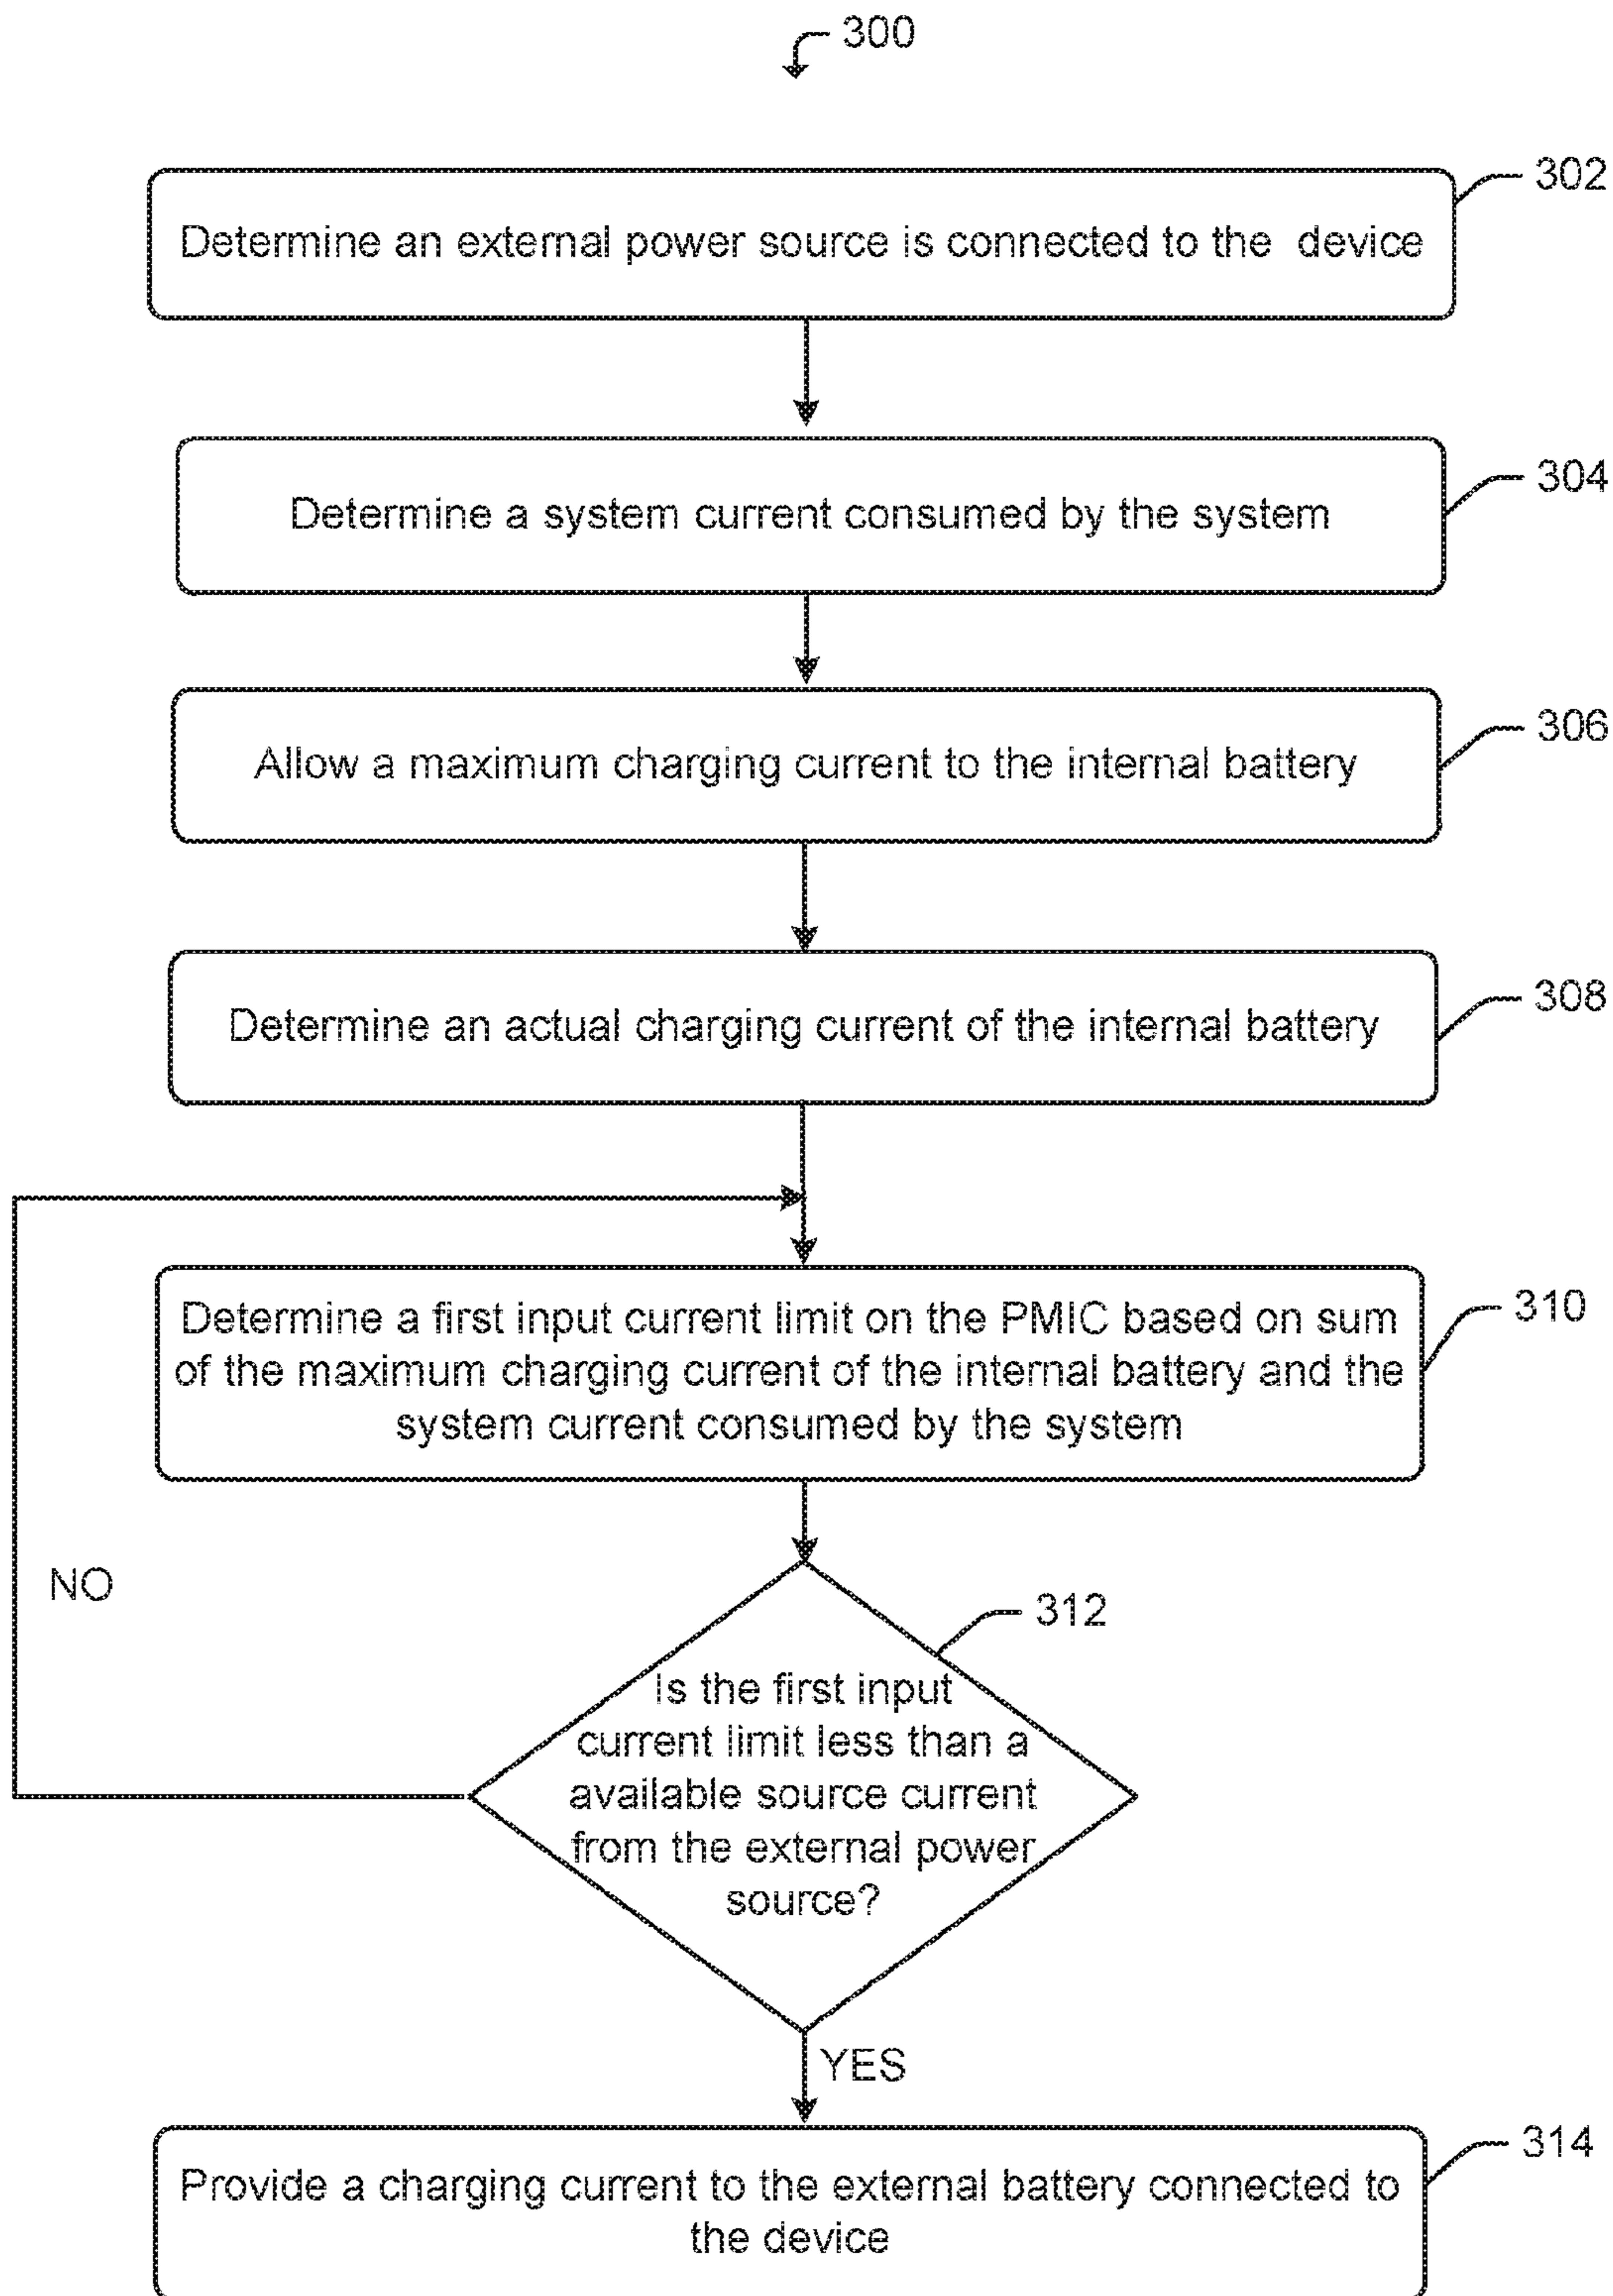 300
302
Determine an external power source is connected to the device
304
Determine a system current consumed by the system
306
Allow a maximum charging current to the internal battery
308
Determine an actual charging current of the internal battery
310
Determine a first input current limit on the PMIC based on sum
of the maximum charging current of the internal battery and the
system current consumed by the system
NO
312
Is the first input
current limit less than a
available source current
from the external power
source?
YES
314
Provide a charging current to the external battery connected to
the device